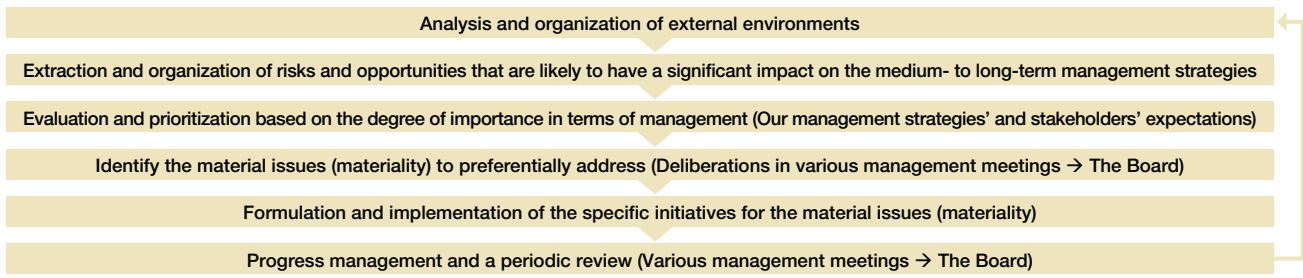 Analysis and organization of external environments
Extraction and organization of risks and opportunities that are likely to have a significant impact on the medium- to long-term management strategies
Evaluation and prioritization based on the degree of importance in terms of management (Our management strategies’ and stakeholders’ expectations)
Identify the material issues (materiality) to preferentially address (Deliberations in various management meetings → The Board)
Formulation and implementation of the specific initiatives for the material issues (materiality)
Progress management and a periodic review (Various management meetings → The Board)